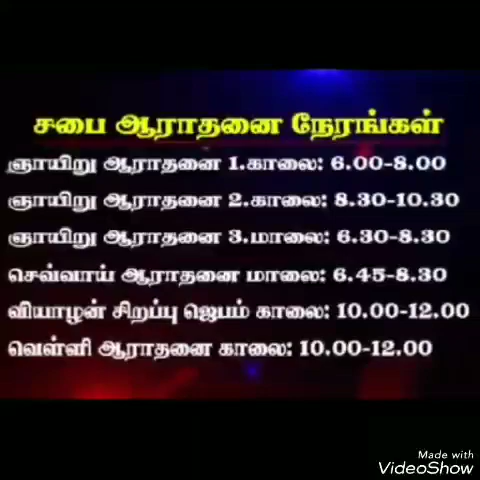 சபை ஆராதனை நேரங்கள்
ஞாயிறு ஆராதனை 1.காலை: 6.00-8.00
ஞாயிறு ஆராதனை 2.காலை: 8.30-10.30
ஞாயிறு ஆராதனை 3.மாலை: 6.30-8.30
செவ்வாய் ஆராதனை மாலை: 6.45-8.30
வியாழன் சிறப்பு ஜெபம் காலை: 10.00-12.00
வெள்ளி ஆராதனை காலை: 10.00-12.00
Made with
VideoShow